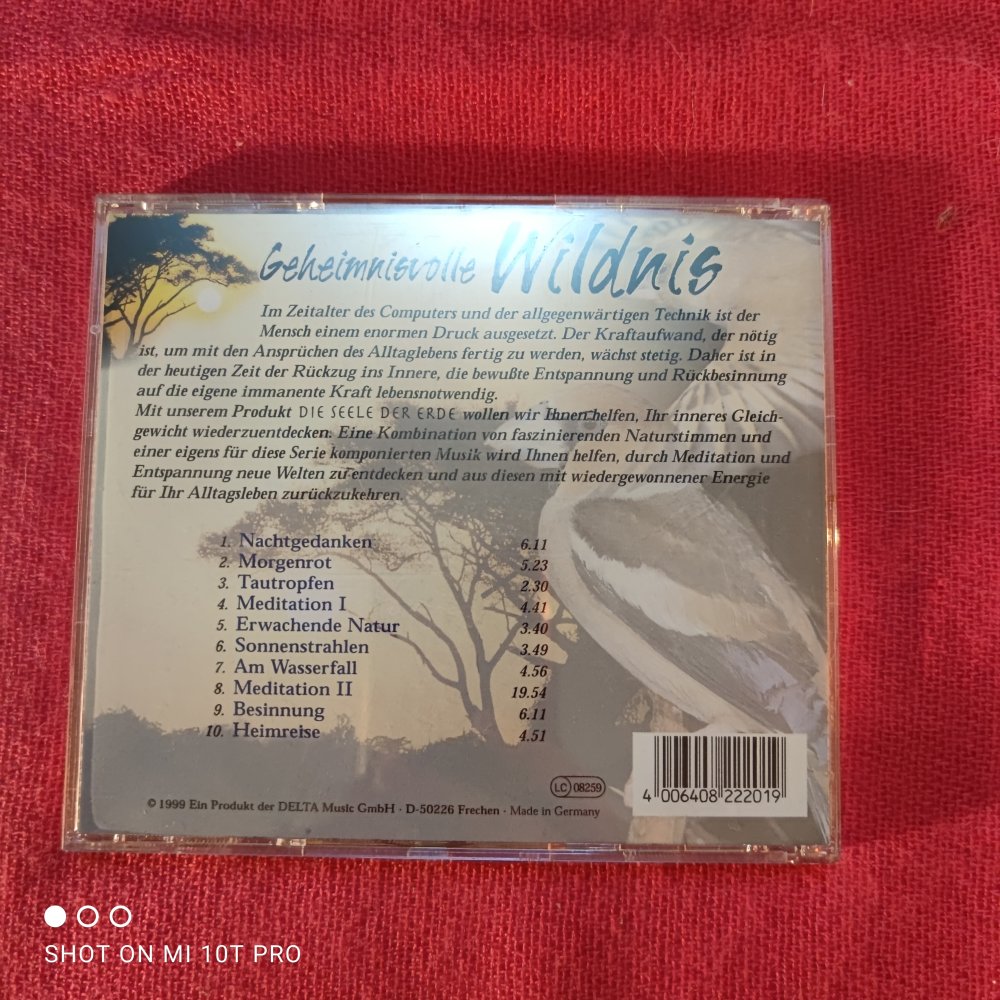 Geheimnisvolle Wildnis
Im Zeitalter des Computers und der allgegenwärtigen Technik ist der
Mensch einem enormen Druck ausgesetzt. Der Kraftaufwand, der nötig
ist, um mit den Ansprüchen des Alltaglebens fertig zu werden, wächst stetig. Daher ist in
der heutigen Zeit der Rückzug ins Innere, die bewußte Entspannung und Rückbesinnung
auf die eigene immanente Kraft lebensnotwendig.
Mit unserem Produkt DIE SEELE DER ERDE wollen wir Ihnen helfen, Ihr inneres Gleich-
gewicht wiederzuentdecken. Eine Kombination von faszinierenden Naturstimmen und
einer eigens für diese Serie komponierten Musik wird Ihnen helfen, durch Meditation und
Entspannung neue Welten zu entdecken und aus diesen mit wiedergewonnener Energie
für Ihr Alltagsleben zurückzukehren.
1. Nachtgedanken 6.11
2. Morgenrot 5.23
3. Tautropfen 2.30
4. Meditation I 4.41
5. Erwachende Natur 3.40
6. Sonnenstrahlen 3.49
7. Am Wasserfall 4.56
8. Meditation II 19.54
9. Besinnung 6.11
10. Heimreise 4.51
LC 08259
© 1999 Ein Produkt der DELTA Music GmbH · D-50226 Frechen · Made in Germany
4 006408 222019
SHOT ON MI 10T PRO